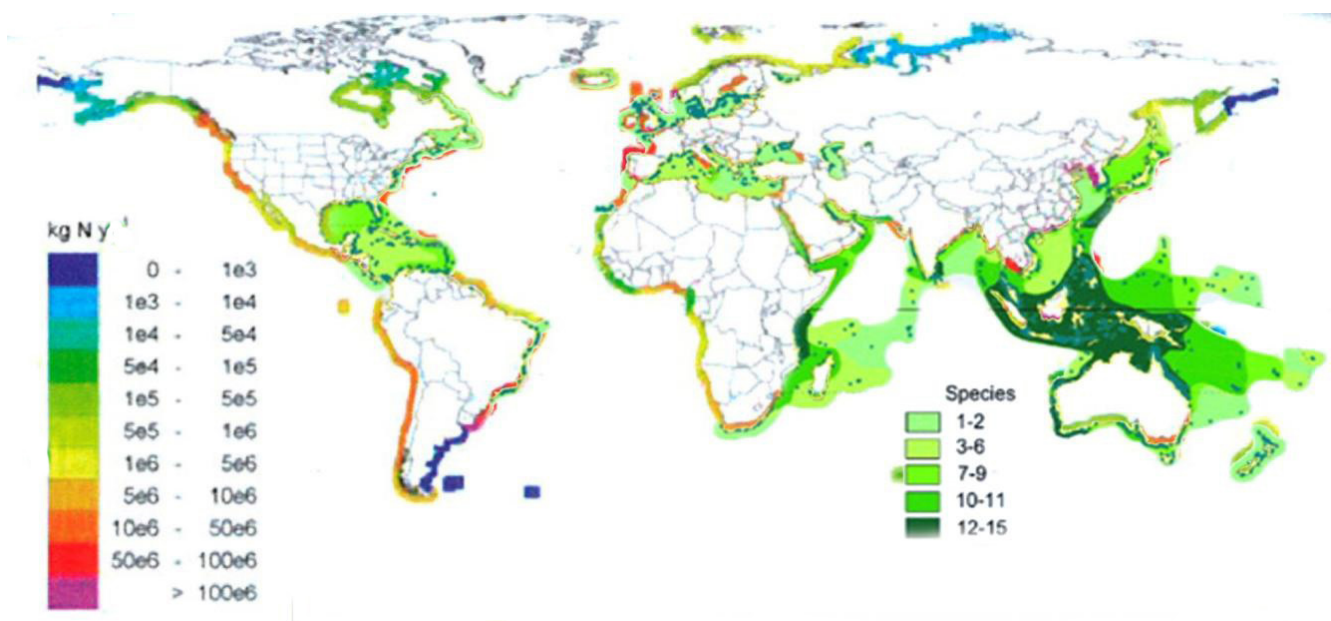 kg N y⁻¹
0 - 1e3
1e3 - 1e4
1e4 - 5e4
5e4 - 1e5
1e5 - 5e5
5e5 - 1e6
1e6 - 5e6
5e6 - 10e6
10e6 - 50e6
50e6 - 100e6
> 100e6
Species
1-2
3-6
7-9
10-11
12-15